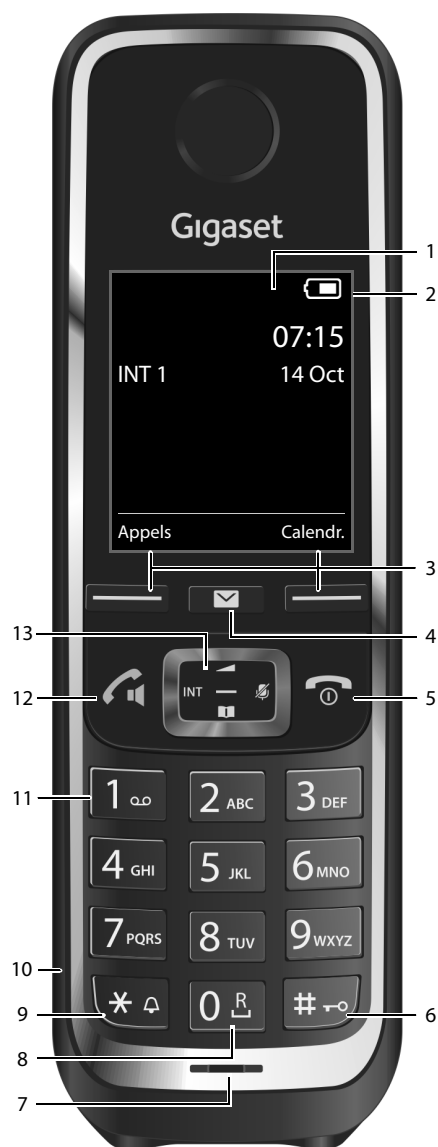 Gigaset
1
2
07:15
INT 1 14 Oct
Appels Calendr.
3
4
13
INT
12
5
11
1 2 ABC 3 DEF
4 GHI 5 JKL 6 MNO
7 PQRS 8 TUV 9 WXYZ
10
* 0 R #
9
6
8
7